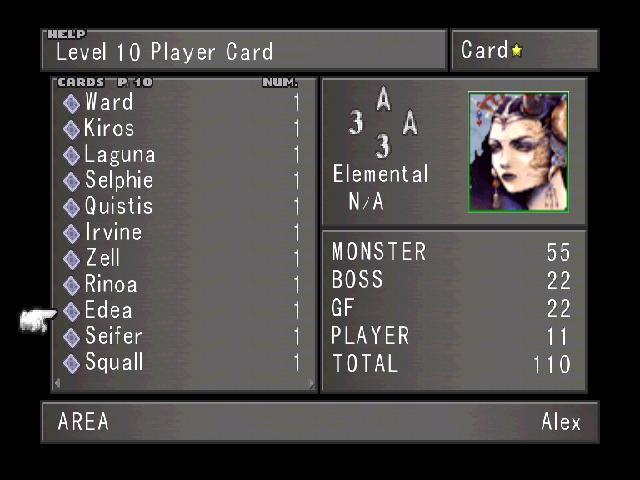 HELP
Level 10 Player Card
Card
CARDS P. 10 NUM.
Ward 1
Kiros 1
Laguna 1
Selphie 1
Quistis 1
Irvine 1
Zell 1
Rinoa 1
Edea 1
Seifer 1
Squall 1
A
3 A
3
Elemental
N/A
MONSTER 55
BOSS 22
GF 22
PLAYER 11
TOTAL 110
AREA Alex